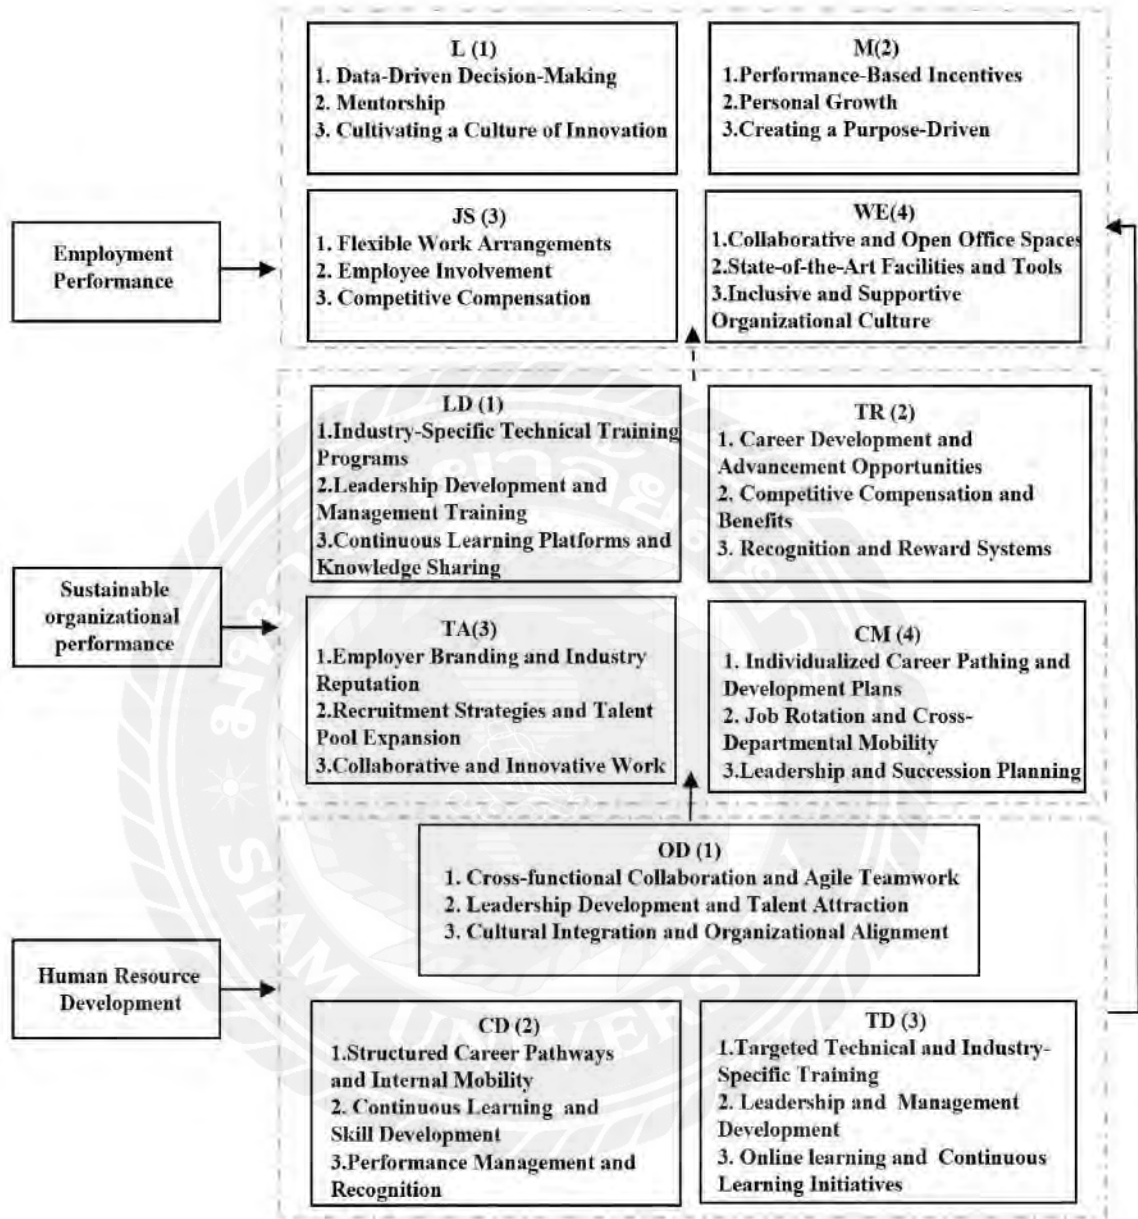 L (1)
1. Data-Driven Decision-Making
2. Mentorship
3. Cultivating a Culture of Innovation
M(2)
1.Performance-Based Incentives
2.Personal Growth
3.Creating a Purpose-Driven
Employment
Performance
JS (3)
1. Flexible Work Arrangements
2. Employee Involvement
3. Competitive Compensation
WE(4)
1.Collaborative and Open Office Spaces
2.State-of-the-Art Facilities and Tools
3.Inclusive and Supportive
Organizational Culture
LD (1)
1.Industry-Specific Technical Training
Programs
2.Leadership Development and
Management Training
3.Continuous Learning Platforms and
Knowledge Sharing
TR (2)
1. Career Development and
Advancement Opportunities
2. Competitive Compensation and
Benefits
3. Recognition and Reward Systems
Sustainable
organizational
performance
TA(3)
1.Employer Branding and Industry
Reputation
2.Recruitment Strategies and Talent
Pool Expansion
3.Collaborative and Innovative Work
CM (4)
1. Individualized Career Pathing and
Development Plans
2. Job Rotation and Cross-
Departmental Mobility
3.Leadership and Succession Planning
OD (1)
1. Cross-functional Collaboration and Agile Teamwork
2. Leadership Development and Talent Attraction
3. Cultural Integration and Organizational Alignment
Human Resource
Development
CD (2)
1.Structured Career Pathways
and Internal Mobility
2. Continuous Learning and
Skill Development
3.Performance Management and
Recognition
TD (3)
1.Targeted Technical and Industry-
Specific Training
2. Leadership and Management
Development
3. Online learning and Continuous
Learning Initiatives
SIAM UNIVERSITY